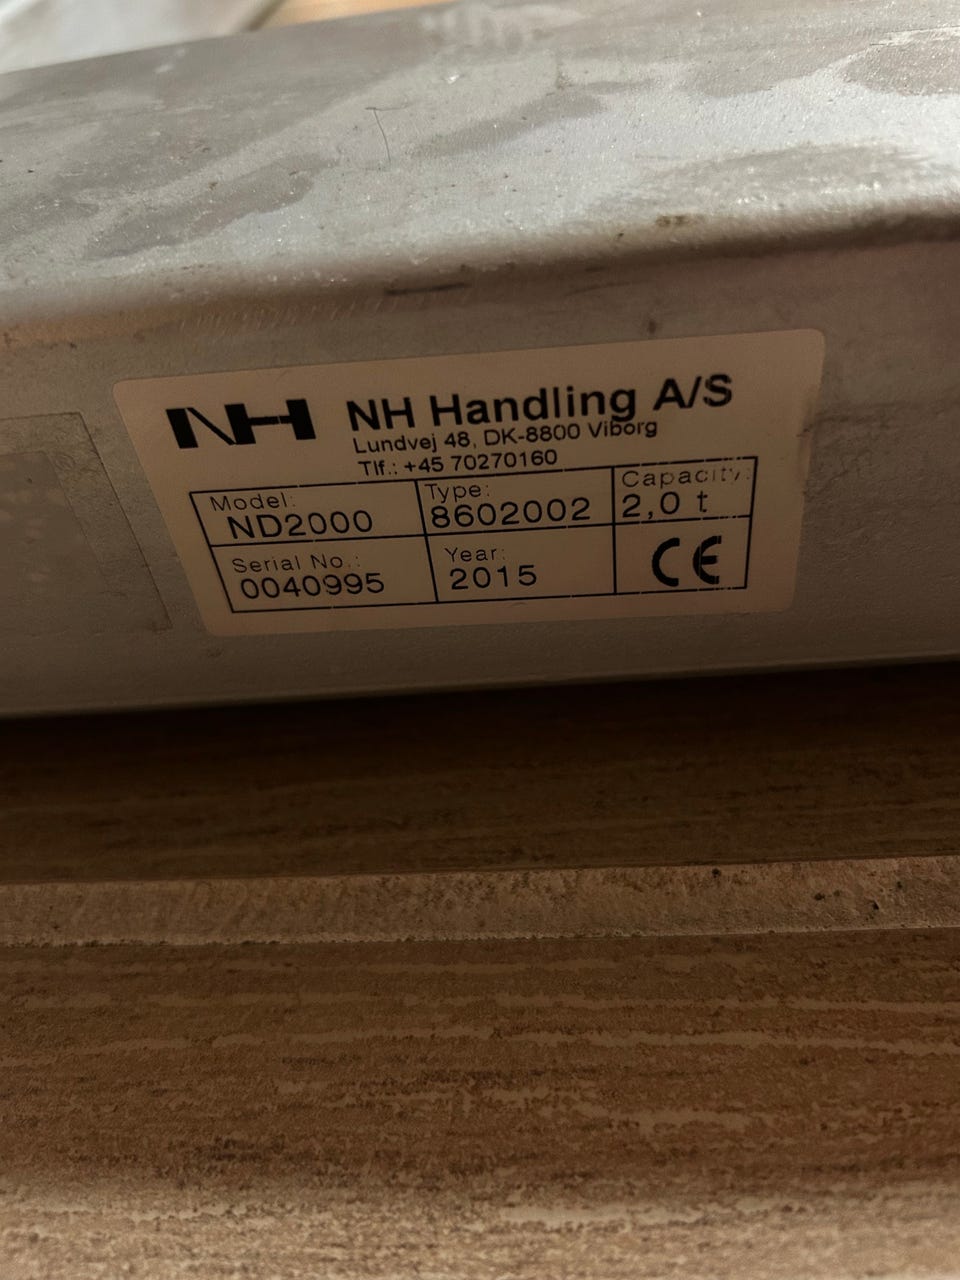 NH NH Handling A/S
Lundvej 48, DK-8800 Viborg
Tlf.: +45 70270160
Model: Type: Capacity:
ND2000 8602002 2,0 t
Serial No.: Year:
0040995 2015 CE